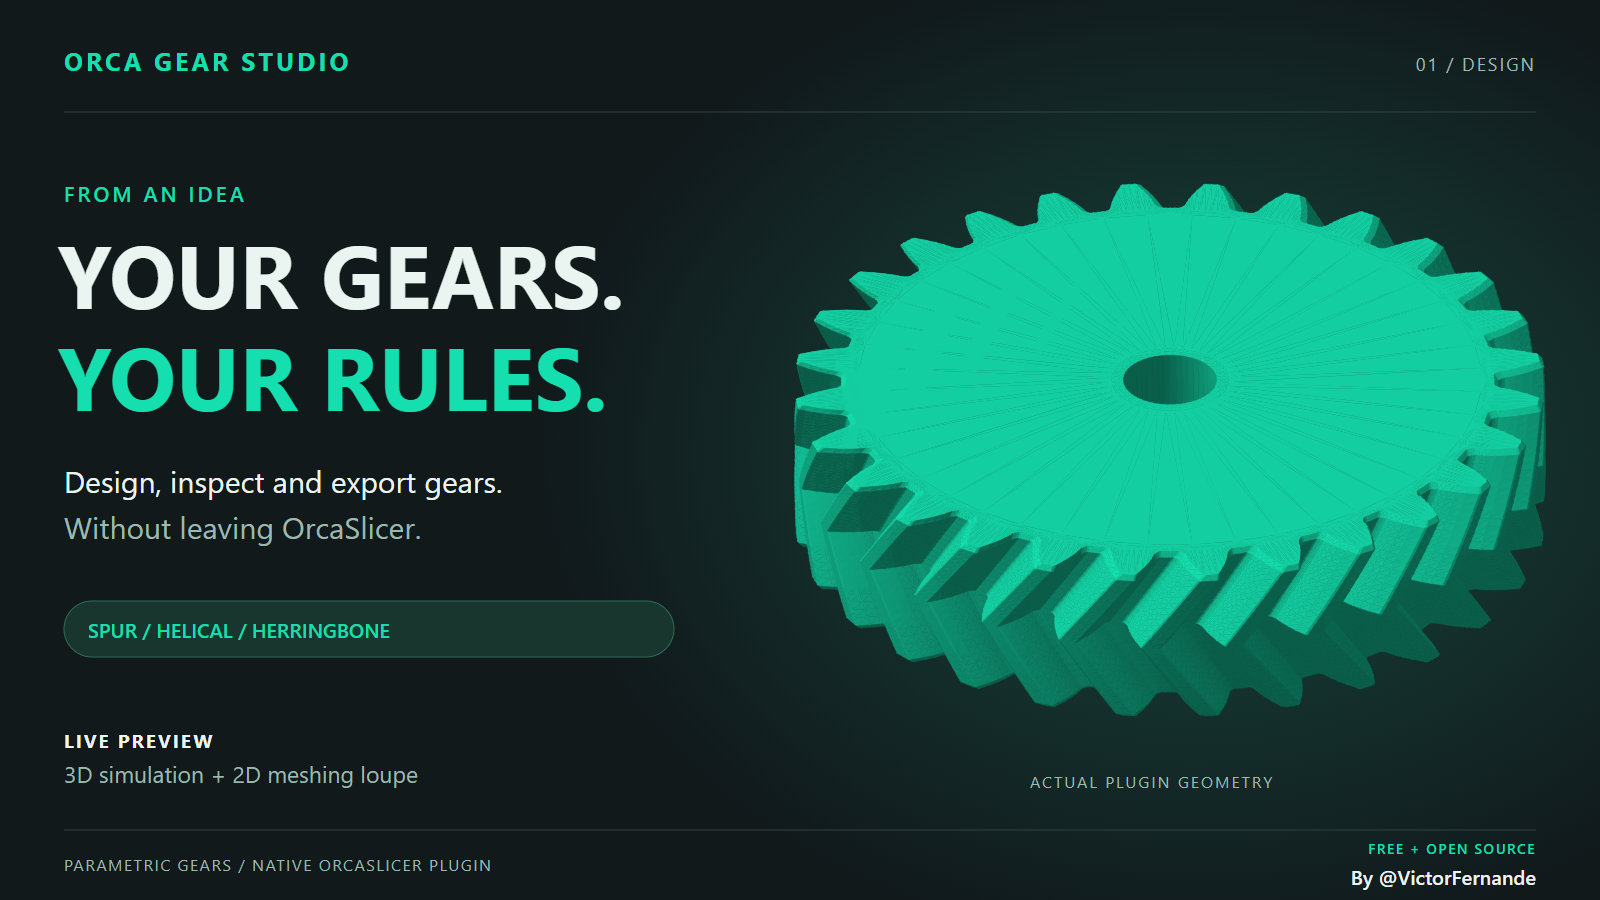 ORCA GEAR STUDIO
01 / DESIGN
FROM AN IDEA
YOUR GEARS.
YOUR RULES.
Design, inspect and export gears.
Without leaving OrcaSlicer.
SPUR / HELICAL / HERRINGBONE
LIVE PREVIEW
3D simulation + 2D meshing loupe
ACTUAL PLUGIN GEOMETRY
PARAMETRIC GEARS / NATIVE ORCASLICER PLUGIN
FREE + OPEN SOURCE
By @VictorFernande